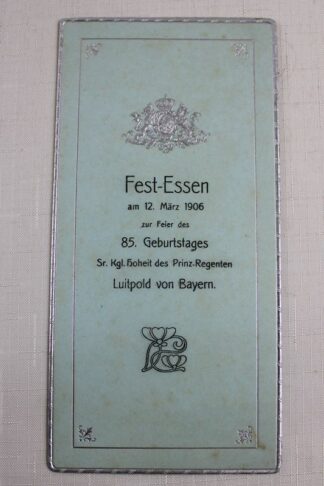 Fest-Essen
am 12. März 1906
zur Feier des
85. Geburtstages
Sr. Kgl. Hoheit des Prinz-Regenten
Luitpold von Bayern.